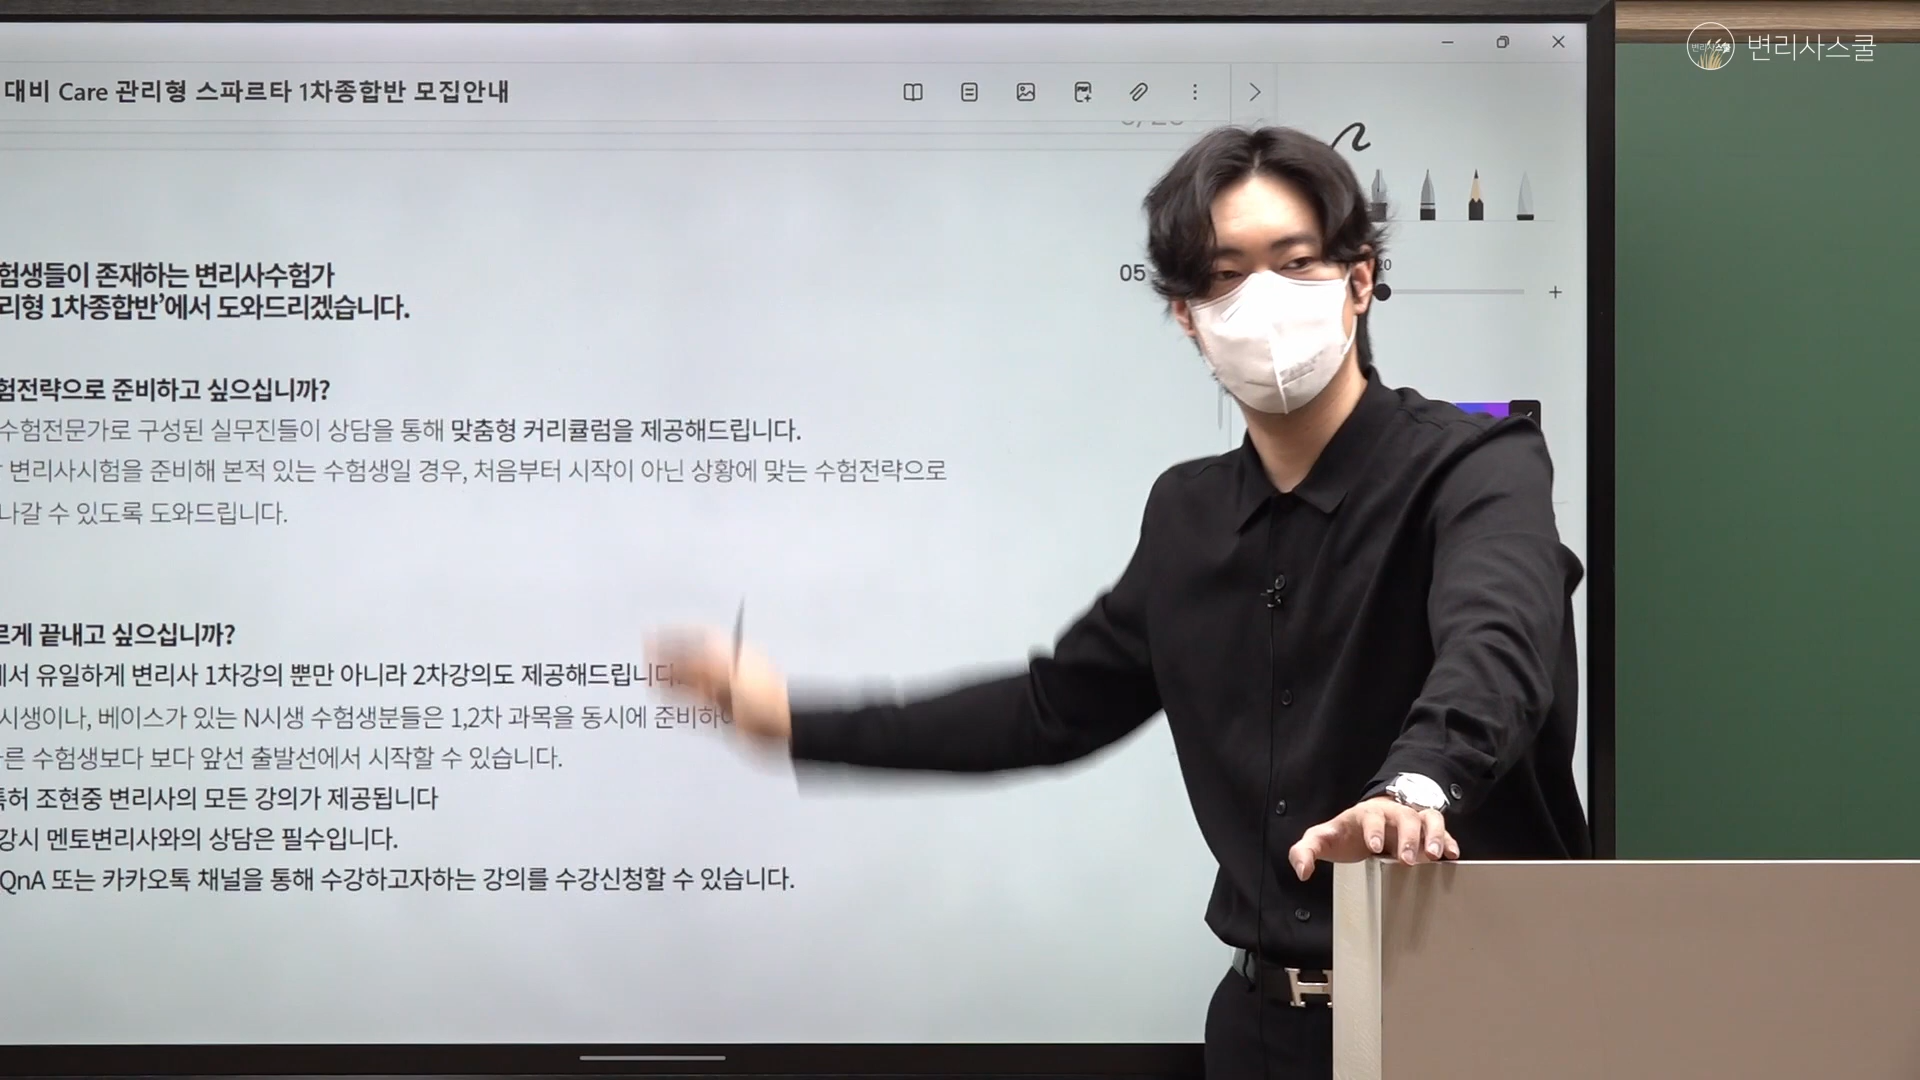 변리사스쿨
대비 Care 관리형 스파르타 1차종합반 모집안내
험생들이 존재하는 변리사수험가
05
20
리형 1차종합반’에서 도와드리겠습니다.
험전략으로 준비하고 싶으십니까?
수험전문가로 구성된 실무진들이 상담을 통해 맞춤형 커리큘럼을 제공해드립니다.
변리사시험을 준비해 본적 있는 수험생일 경우, 처음부터 시작이 아닌 상황에 맞는 수험전략으로
나갈 수 있도록 도와드립니다.
르게 끝내고 싶으십니까?
에서 유일하게 변리사 1차강의 뿐만 아니라 2차강의도 제공해드립니다.
시생이나, 베이스가 있는 N시생 수험생분들은 1,2차 과목을 동시에 준비하
른 수험생보다 보다 앞선 출발선에서 시작할 수 있습니다.
특허 조현중 변리사의 모든 강의가 제공됩니다
강시 멘토변리사와의 상담은 필수입니다.
QnA 또는 카카오톡 채널을 통해 수강하고자하는 강의를 수강신청할 수 있습니다.